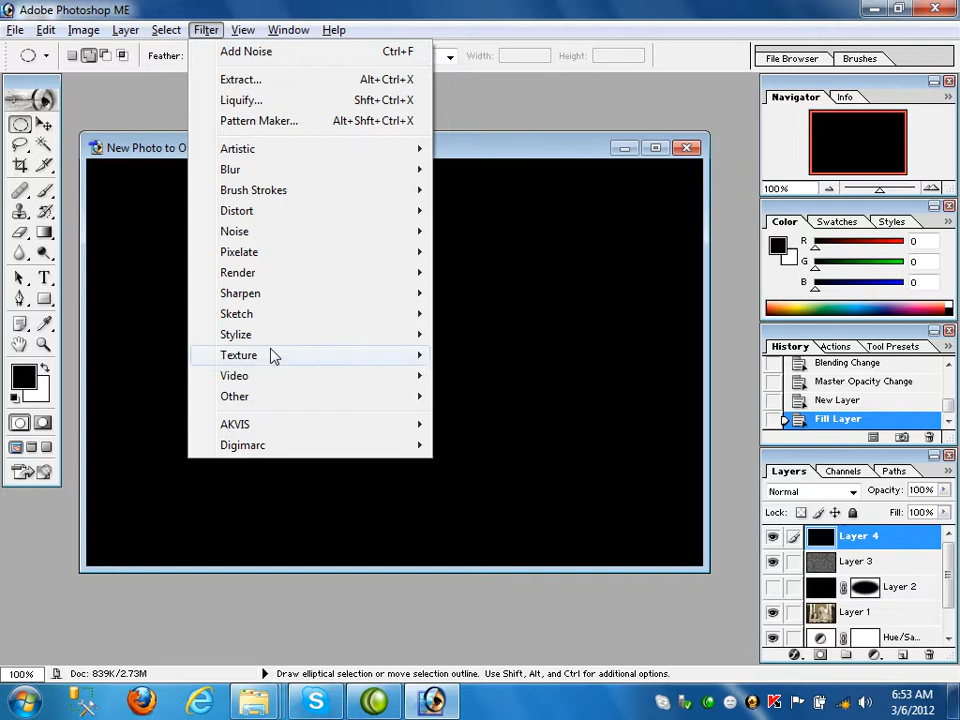 Adobe Photoshop ME
File Edit Image Layer Select Filter View Window Help
Feather: Width: Height: File Browser Brushes
Add Noise Ctrl+F
Extract... Alt+Ctrl+X
Liquify... Shft+Ctrl+X
Pattern Maker... Alt+Shft+Ctrl+X
Artistic
Blur
Brush Strokes
Distort
Noise
Pixelate
Render
Sharpen
Sketch
Stylize
Texture
Video
Other
AKVIS
Digimarc
New Photo to O
Navigator Info
100%
Color Swatches Styles
R 0
G 0
B 0
History Actions Tool Presets
Blending Change
Master Opacity Change
New Layer
Fill Layer
Layers Channels Paths
Normal Opacity: 100%
Lock: Fill: 100%
Layer 4
Layer 3
Layer 2
Layer 1
Hue/Sa...
100% Doc: 839K/2.73M Draw elliptical selection or move selection outline. Use Shift, Alt, and Ctrl for additional options.
6:53 AM
3/6/2012